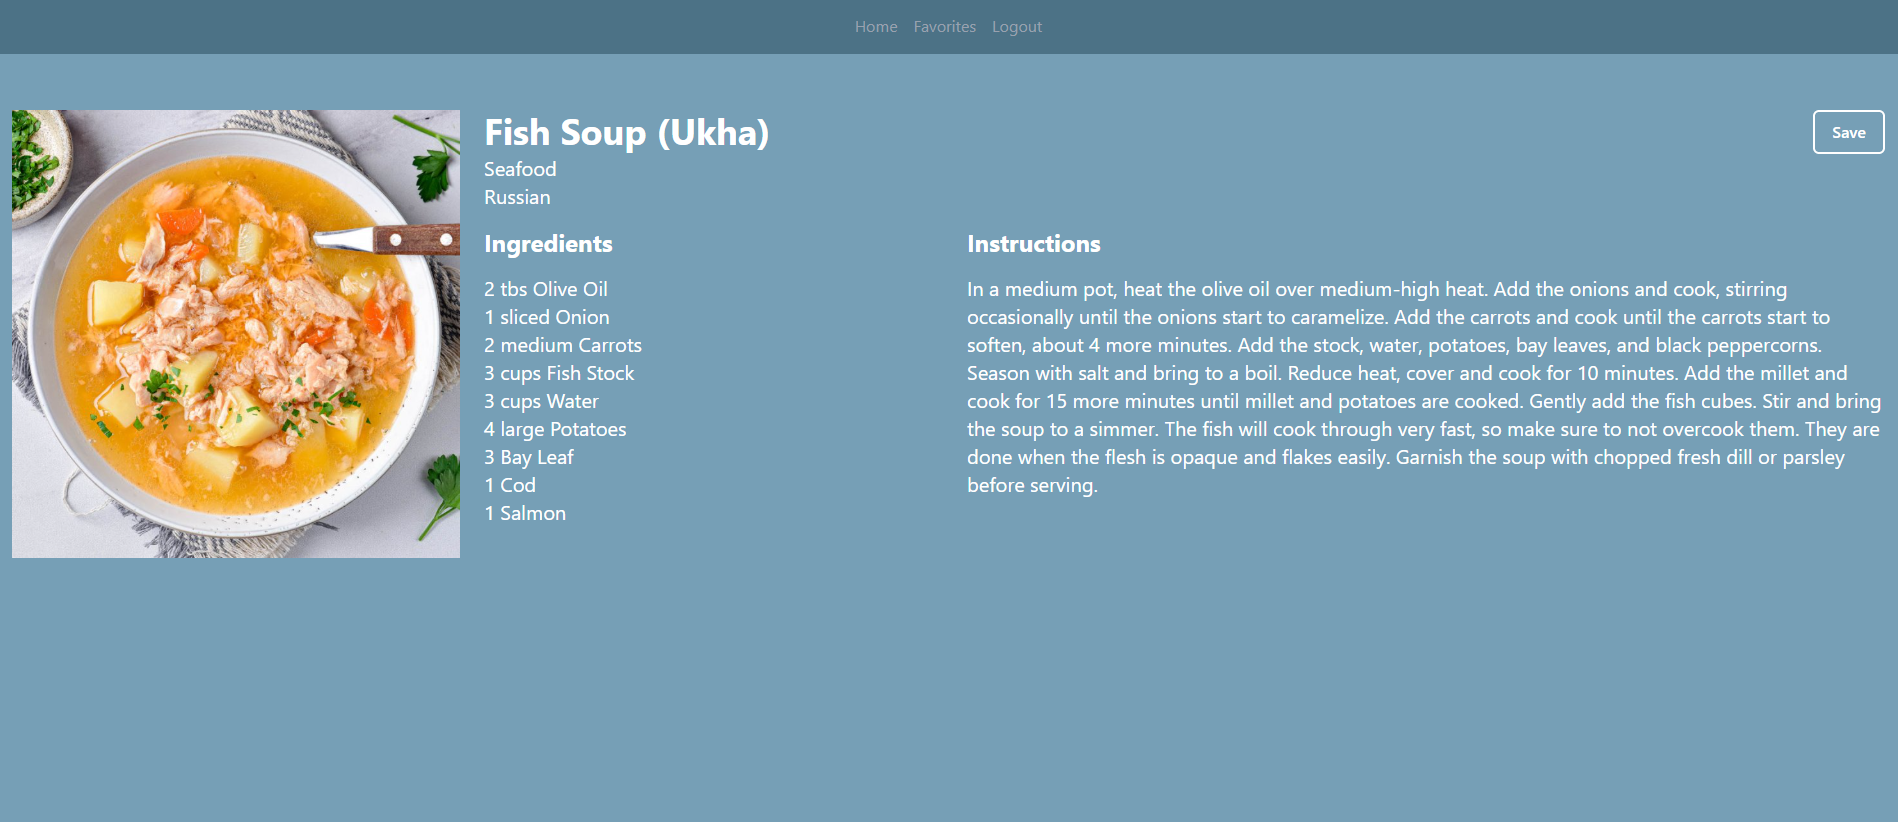 Home Favorites Logout
Fish Soup (Ukha)
Save
Seafood
Russian
Ingredients
2 tbs Olive Oil
1 sliced Onion
2 medium Carrots
3 cups Fish Stock
3 cups Water
4 large Potatoes
3 Bay Leaf
1 Cod
1 Salmon
Instructions
In a medium pot, heat the olive oil over medium-high heat. Add the onions and cook, stirring
occasionally until the onions start to caramelize. Add the carrots and cook until the carrots start to
soften, about 4 more minutes. Add the stock, water, potatoes, bay leaves, and black peppercorns.
Season with salt and bring to a boil. Reduce heat, cover and cook for 10 minutes. Add the millet and
cook for 15 more minutes until millet and potatoes are cooked. Gently add the fish cubes. Stir and bring
the soup to a simmer. The fish will cook through very fast, so make sure to not overcook them. They are
done when the flesh is opaque and flakes easily. Garnish the soup with chopped fresh dill or parsley
before serving.